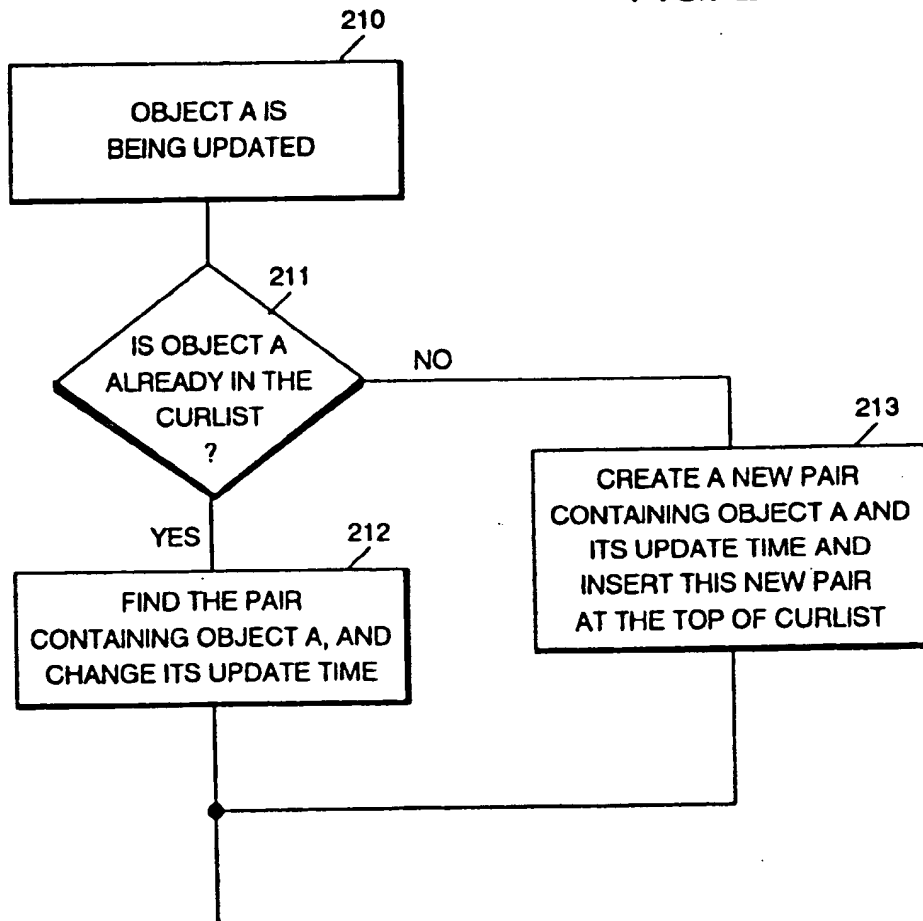 210
OBJECT A IS
BEING UPDATED
211
IS OBJECT A
ALREADY IN THE
CURLIST
?
NO
YES
212
FIND THE PAIR
CONTAINING OBJECT A, AND
CHANGE ITS UPDATE TIME
213
CREATE A NEW PAIR
CONTAINING OBJECT A AND
ITS UPDATE TIME AND
INSERT THIS NEW PAIR
AT THE TOP OF CURLIST